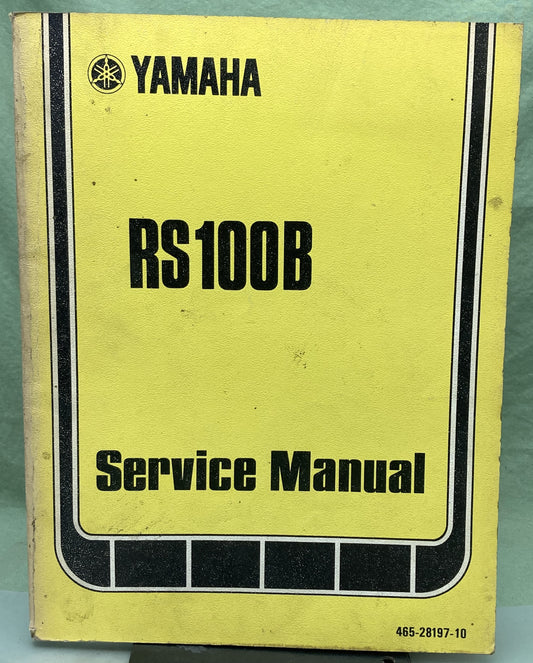 YAMAHA
RS100B
Service Manual
465-28197-10